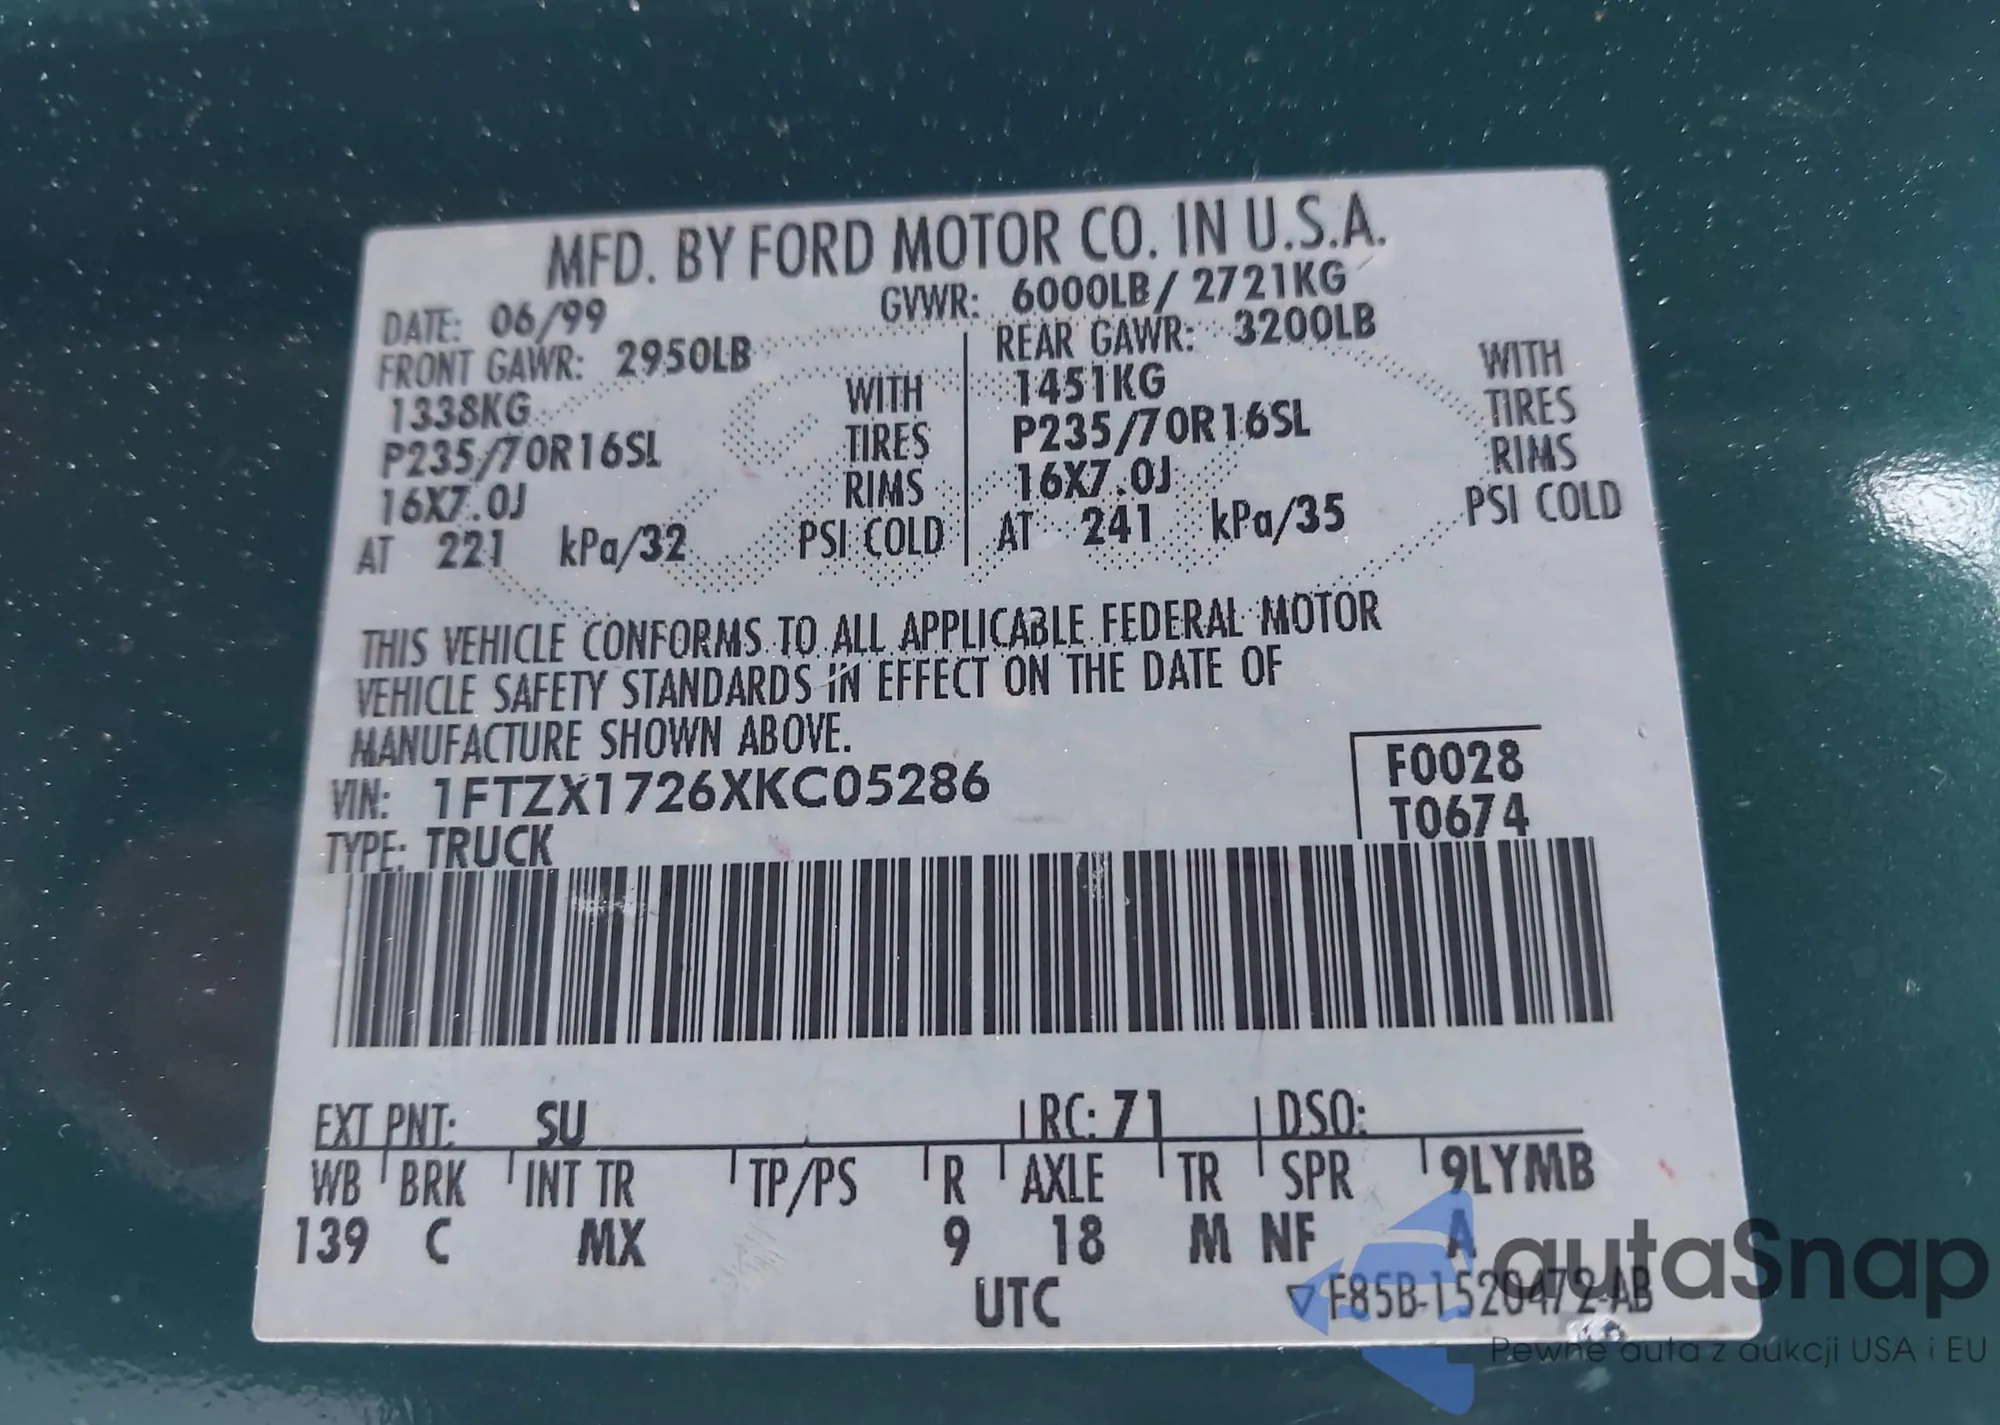 MFD. BY FORD MOTOR CO. IN U.S.A.
DATE: 06/99 GVWR: 6000LB / 2721KG
FRONT GAWR: 2950LB REAR GAWR: 3200LB
1338KG WITH 1451KG WITH
P235/70R16SL TIRES P235/70R16SL TIRES
16X7.0J RIMS 16X7.0J RIMS
AT 221 kPa/32 PSI COLD AT 241 kPa/35 PSI COLD
THIS VEHICLE CONFORMS TO ALL APPLICABLE FEDERAL MOTOR
VEHICLE SAFETY STANDARDS IN EFFECT ON THE DATE OF
MANUFACTURE SHOWN ABOVE.
VIN: 1FTZX1726XKC05286 F0028
TYPE: TRUCK T0674
EXT PNT: SU RC: 71 DSO:
WB BRK INT TR TP/PS R AXLE TR SPR 9LYMB
139 C MX 9 18 M NF A
UTC F85B-1520472-AB
autaSnap
Pewne auta z aukcji USA i EU